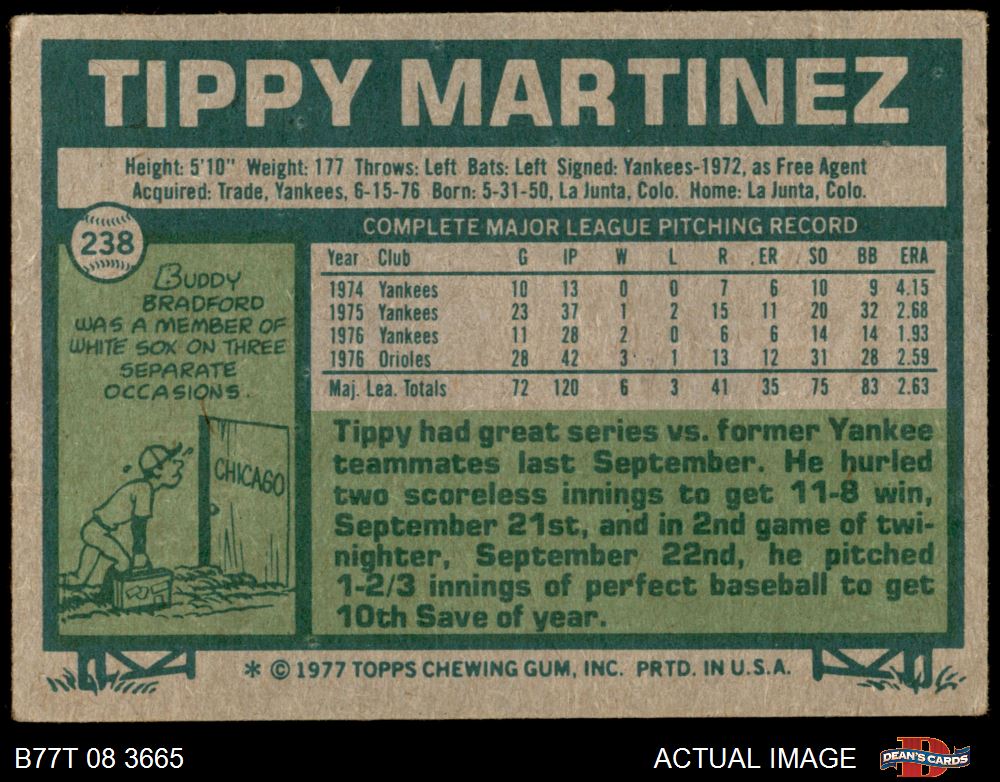 TIPPY MARTINEZ
Height: 5'10" Weight: 177 Throws: Left Bats: Left Signed: Yankees-1972, as Free Agent
Acquired: Trade, Yankees, 6-15-76 Born: 5-31-50, La Junta, Colo. Home: La Junta, Colo.
238
BUDDY
BRADFORD
WAS A MEMBER OF
WHITE SOX ON THREE
SEPARATE
OCCASIONS.
CHICAGO
COMPLETE MAJOR LEAGUE PITCHING RECORD
Year Club G IP W L R ER SO BB ERA
1974 Yankees 10 13 0 0 7 6 10 9 4.15
1975 Yankees 23 37 1 2 15 11 20 32 2.68
1976 Yankees 11 28 2 0 6 6 14 14 1.93
1976 Orioles 28 42 3 1 13 12 31 28 2.59
Maj. Lea. Totals 72 120 6 3 41 35 75 83 2.63
Tippy had great series vs. former Yankee
teammates last September. He hurled
two scoreless innings to get 11-8 win,
September 21st, and in 2nd game of twi-
nighter, September 22nd, he pitched
1-2/3 innings of perfect baseball to get
10th Save of year.
* © 1977 TOPPS CHEWING GUM, INC. PRTD. IN U.S.A.
B77T 08 3665
ACTUAL IMAGE
DEAN'S CARDS